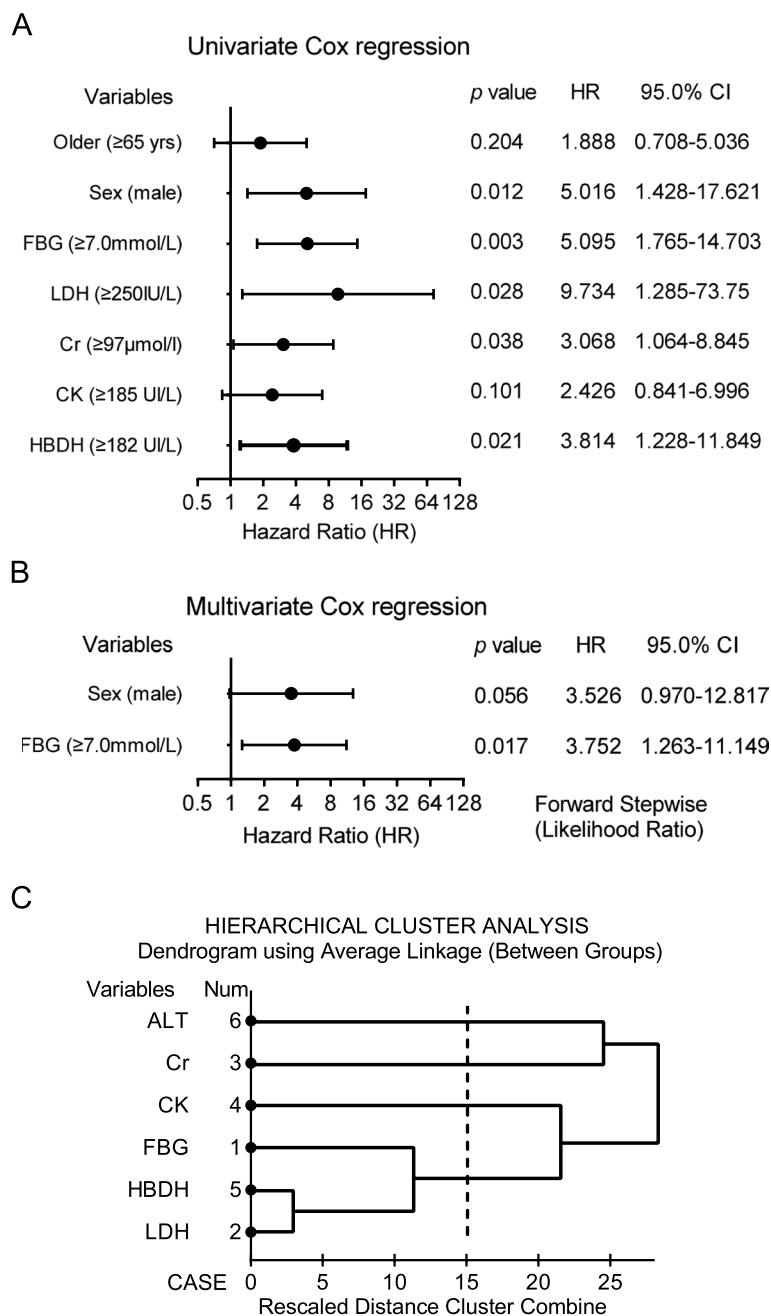 A
Univariate Cox regression
Variables p value HR 95.0% CI
Older (≥65 yrs) 0.204 1.888 0.708-5.036
Sex (male) 0.012 5.016 1.428-17.621
FBG (≥7.0mmol/L) 0.003 5.095 1.765-14.703
LDH (≥250IU/L) 0.028 9.734 1.285-73.75
Cr (≥97μmol/l) 0.038 3.068 1.064-8.845
CK (≥185 UI/L) 0.101 2.426 0.841-6.996
HBDH (≥182 UI/L) 0.021 3.814 1.228-11.849
0.5 1 2 4 8 16 32 64 128
Hazard Ratio (HR)
B
Multivariate Cox regression
Variables p value HR 95.0% CI
Sex (male) 0.056 3.526 0.970-12.817
FBG (≥7.0mmol/L) 0.017 3.752 1.263-11.149
0.5 1 2 4 8 16 32 64 128
Hazard Ratio (HR)
Forward Stepwise
(Likelihood Ratio)
C
HIERARCHICAL CLUSTER ANALYSIS
Dendrogram using Average Linkage (Between Groups)
Variables Num
ALT 6
Cr 3
CK 4
FBG 1
HBDH 5
LDH 2
CASE 0 5 10 15 20 25
Rescaled Distance Cluster Combine